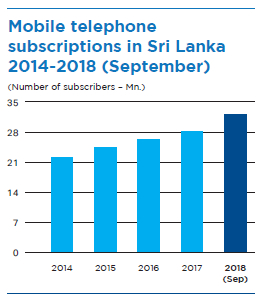 Mobile telephone
subscriptions in Sri Lanka
2014-2018 (September)
(Number of subscribers – Mn.)
35
28
21
14
7
0
2014 2015 2016 2017 2018
(Sep)